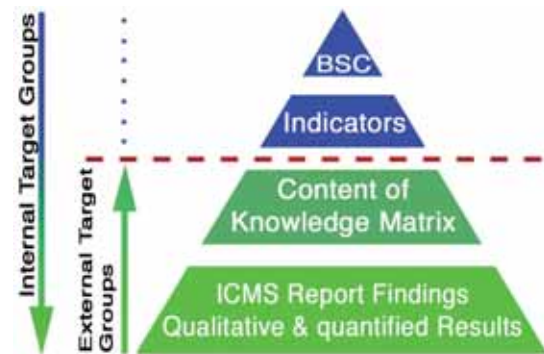 Internal Target Groups
External Target
Groups
BSC
Indicators
Content of
Knowledge Matrix
ICMS Report Findings
Qualitative & quantified Results